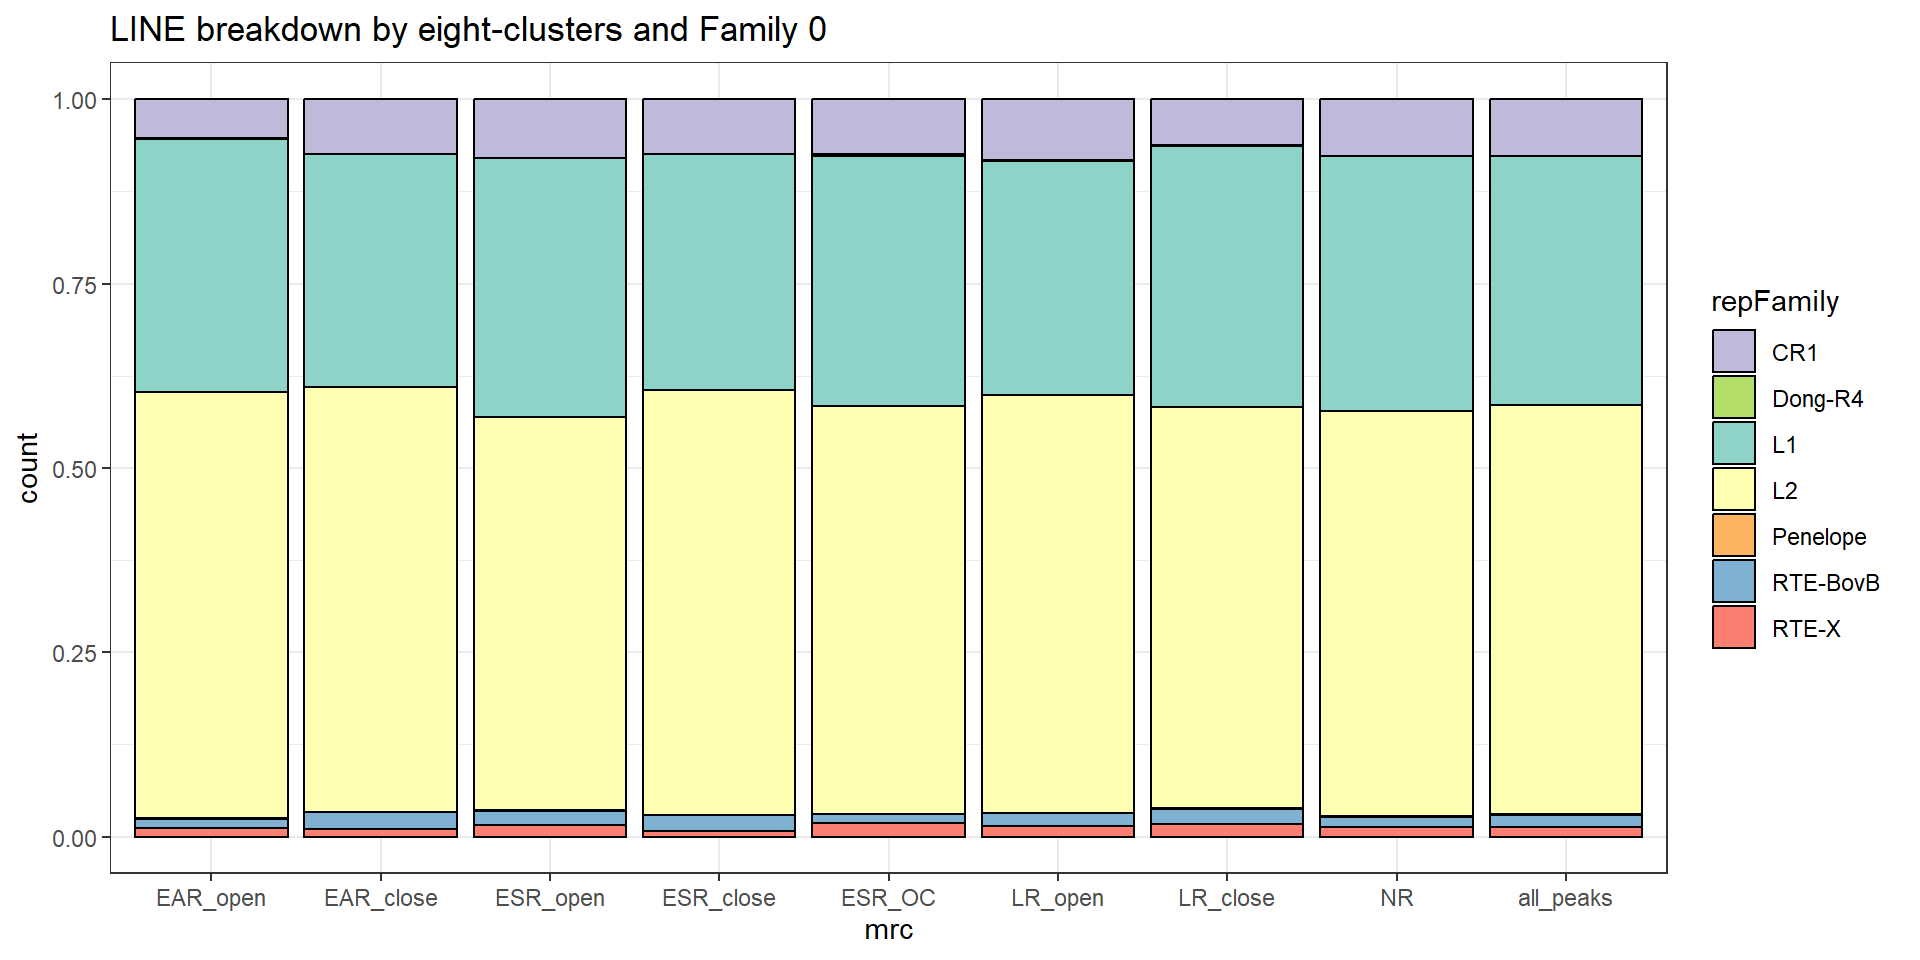 LINE breakdown by eight-clusters and Family 0
1.00
0.75
0.50
0.25
0.00
count
EAR_open EAR_close ESR_open ESR_close ESR_OC LR_open LR_close NR all_peaks
mrc
repFamily
CR1
Dong-R4
L1
L2
Penelope
RTE-BovB
RTE-X